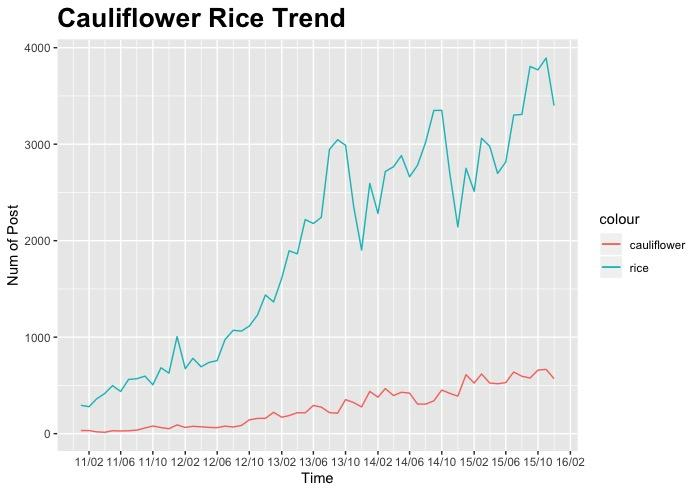 Cauliflower Rice Trend
4000
3000
2000
1000
0
Num of Post
11/02 11/06 11/10 12/02 12/06 12/10 13/02 13/06 13/10 14/02 14/06 14/10 15/02 15/06 15/10 16/02
Time
colour
cauliflower
rice